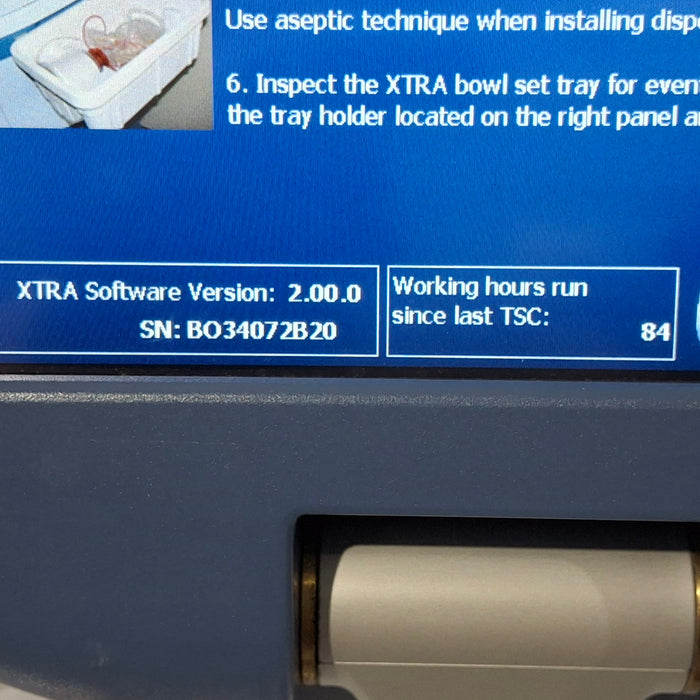 Use aseptic technique when installing disp
6. Inspect the XTRA bowl set tray for even
the tray holder located on the right panel a
XTRA Software Version: 2.00.0
SN: BO34072B20
Working hours run
since last TSC:
84